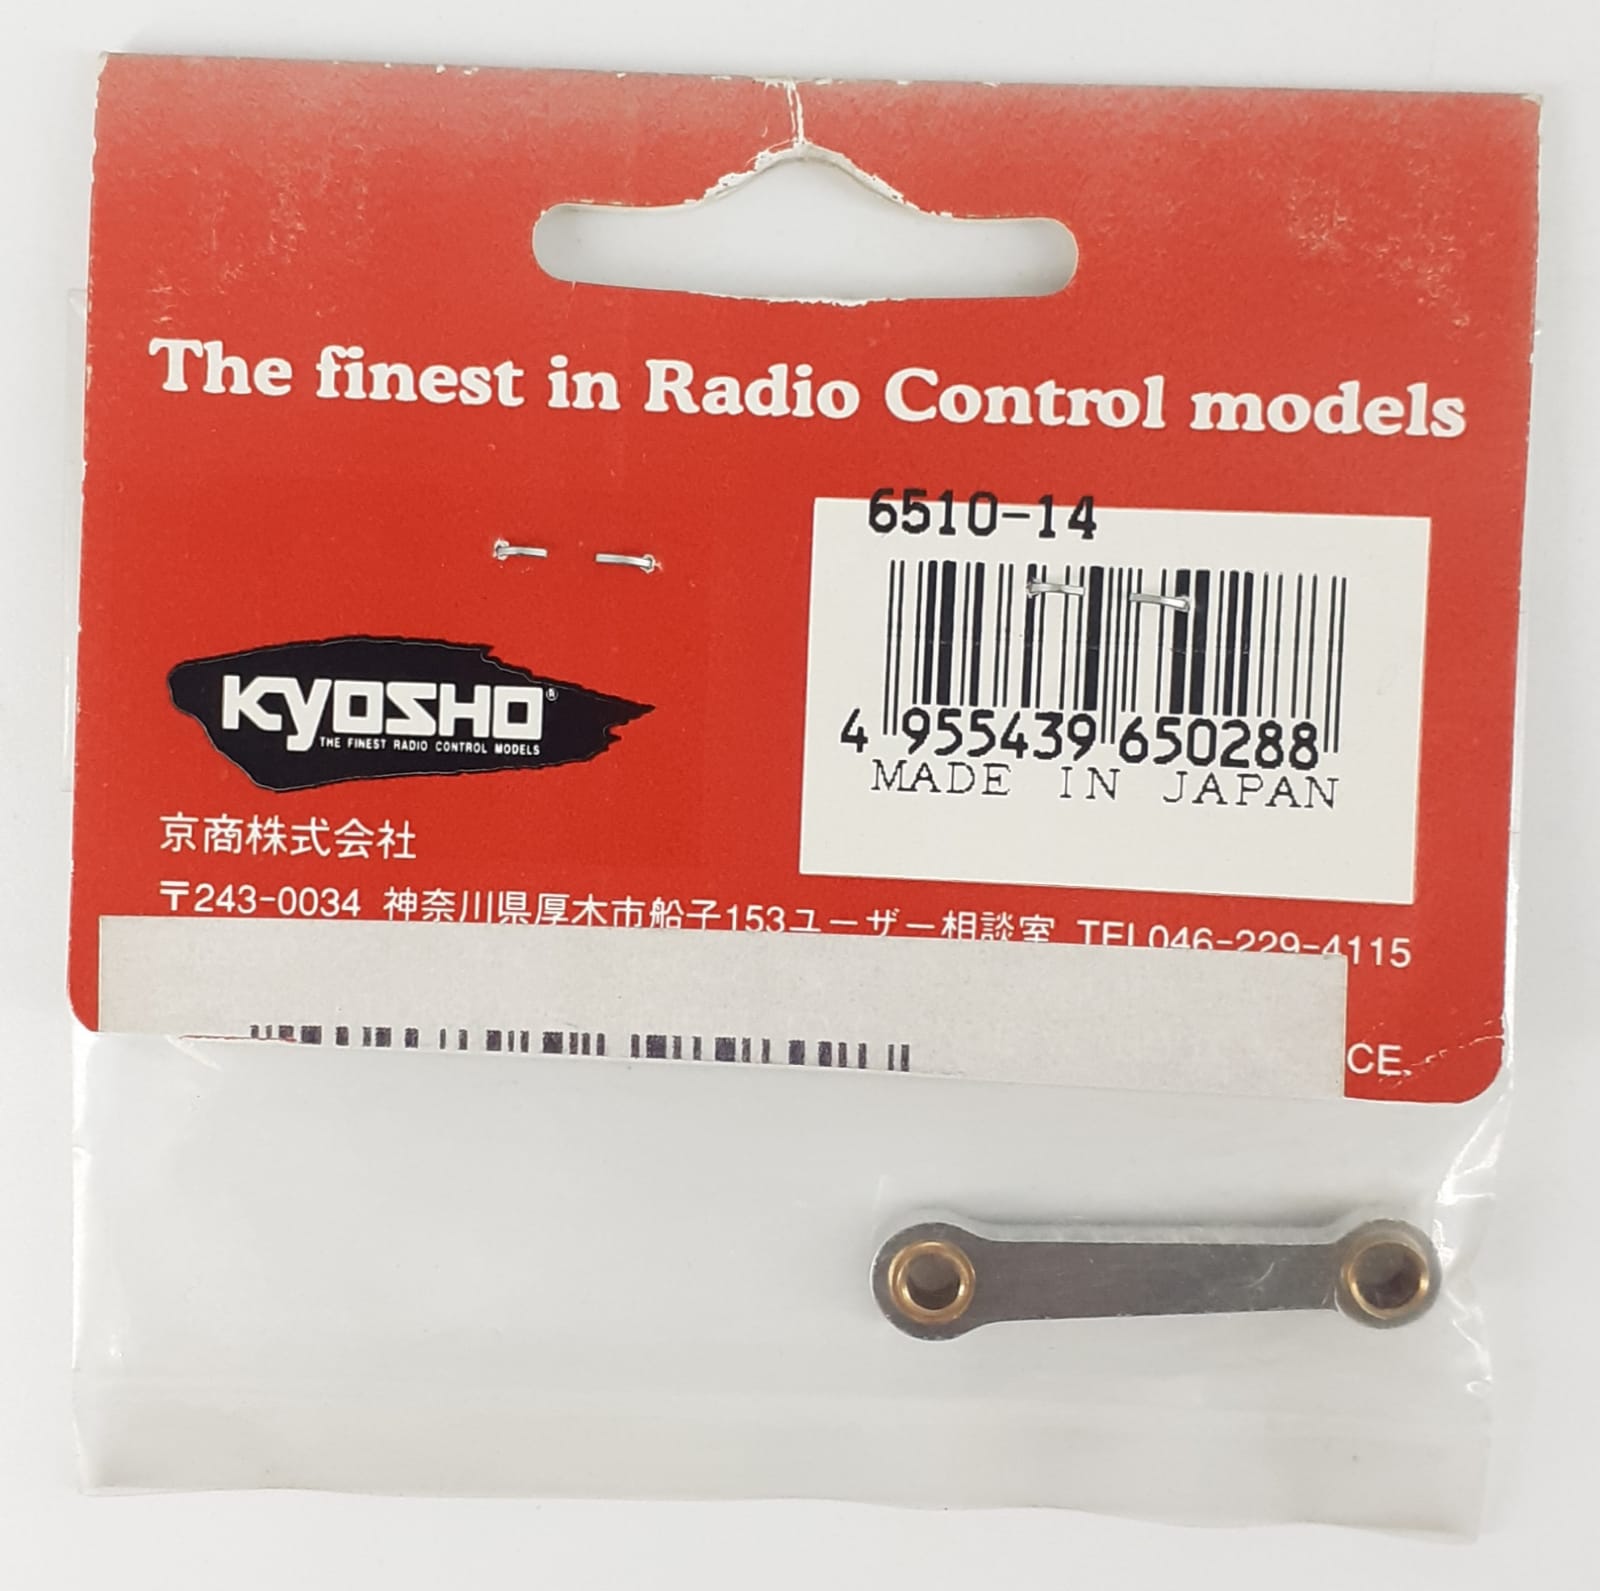 The finest in Radio Control models
6510-14
4 955439 650288
MADE IN JAPAN
KYOSHO®
THE FINEST RADIO CONTROL MODELS
京商株式会社
〒243-0034 神奈川県厚木市船子153ユーザー相談室 TEL046-229-4115
CE.